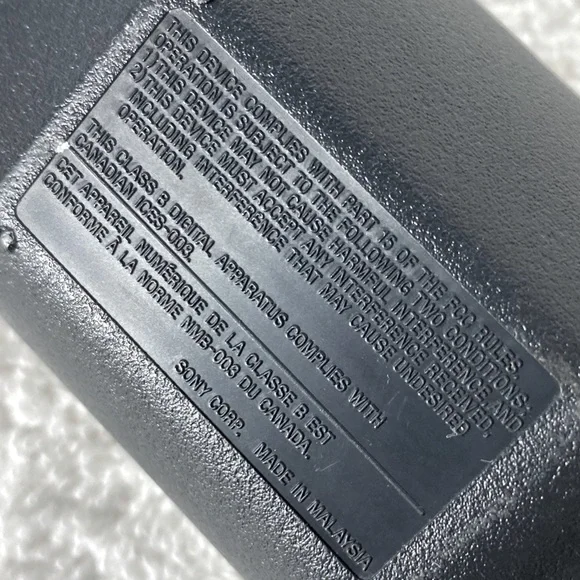 THIS DEVICE COMPLIES WITH PART 15 OF THE FCC RULES.
OPERATION IS SUBJECT TO THE FOLLOWING TWO CONDITIONS.
1) THIS DEVICE MAY NOT CAUSE HARMFUL INTERFERENCE AND
2) THIS DEVICE MUST ACCEPT ANY INTERFERENCE RECEIVED,
INCLUDING INTERFERENCE THAT MAY CAUSE UNDESIRED
OPERATION.
THIS CLASS B DIGITAL APPARATUS COMPLIES WITH
CANADIAN ICES-003.
CET APPAREIL NUMÉRIQUE DE LA CLASSE B EST
CONFORME À LA NORME MMB-003 DU CANADA.
SONY CORP. MADE IN MALAYSIA